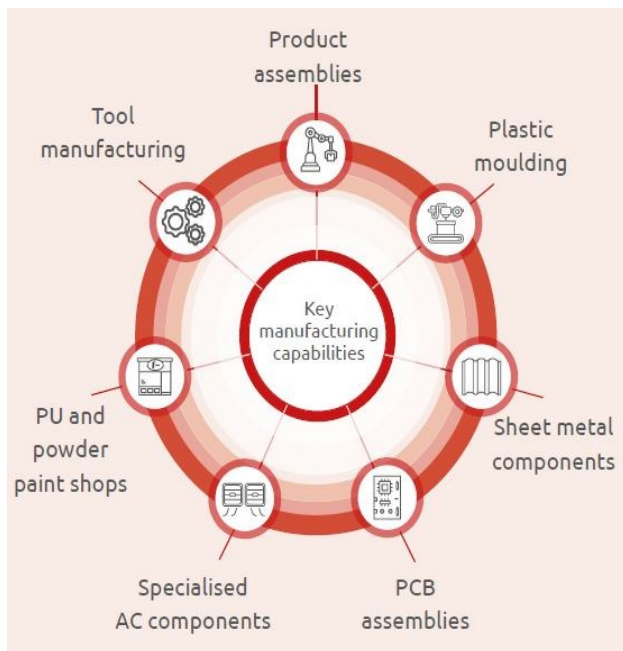 Product
assemblies
Tool
manufacturing
Plastic
moulding
Key
manufacturing
capabilities
PU and
powder
paint shops
Sheet metal
components
Specialised
AC components
PCB
assemblies